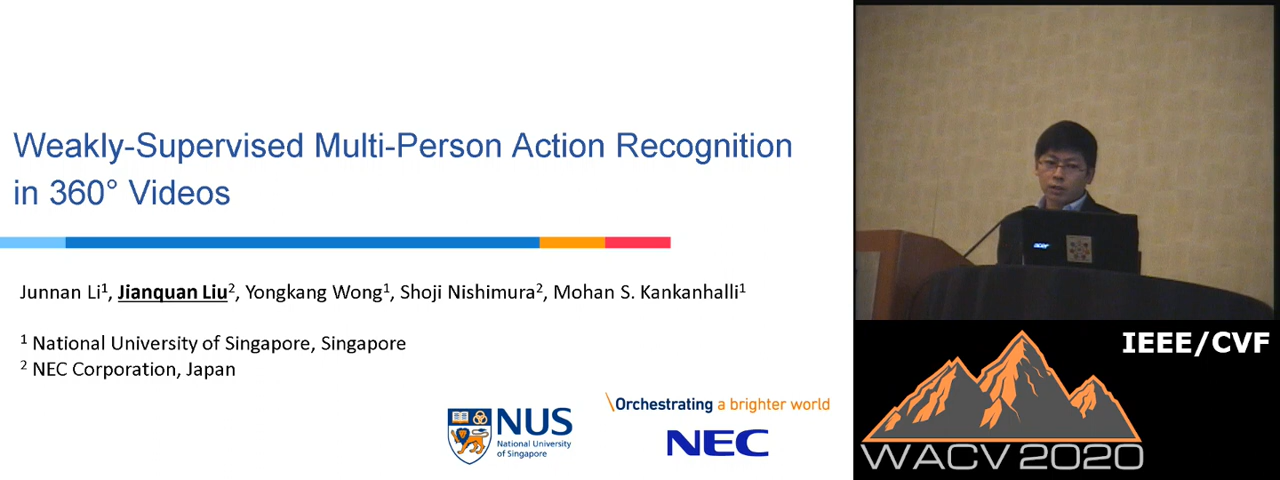 Weakly-Supervised Multi-Person Action Recognition
in 360° Videos
Junnan Li¹, Jianquan Liu², Yongkang Wong¹, Shoji Nishimura², Mohan S. Kankanhalli¹
¹ National University of Singapore, Singapore
² NEC Corporation, Japan
NUS
National University
of Singapore
\Orchestrating a brighter world
NEC
acer
IEEE/CVF
WACV 2020